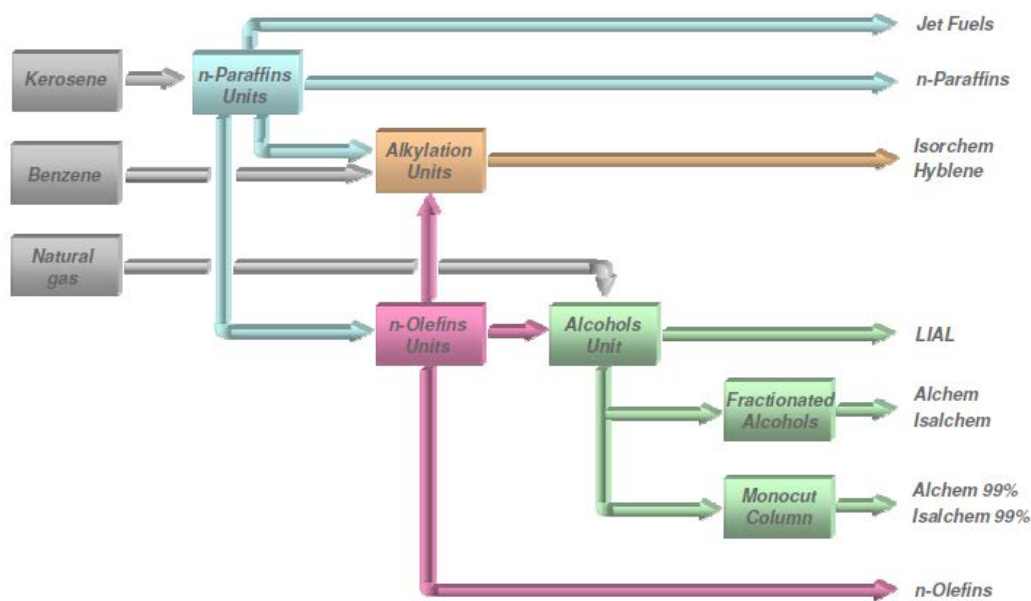 Jet Fuels
Kerosene
n-Paraffins
Units
n-Paraffins
Benzene
Alkylation
Units
Isorchem
Hyblene
Natural
gas
n-Olefins
Units
Alcohols
Unit
LIAL
Fractionated
Alcohols
Alchem
Isalchem
Monocut
Column
Alchem 99%
Isalchem 99%
n-Olefins